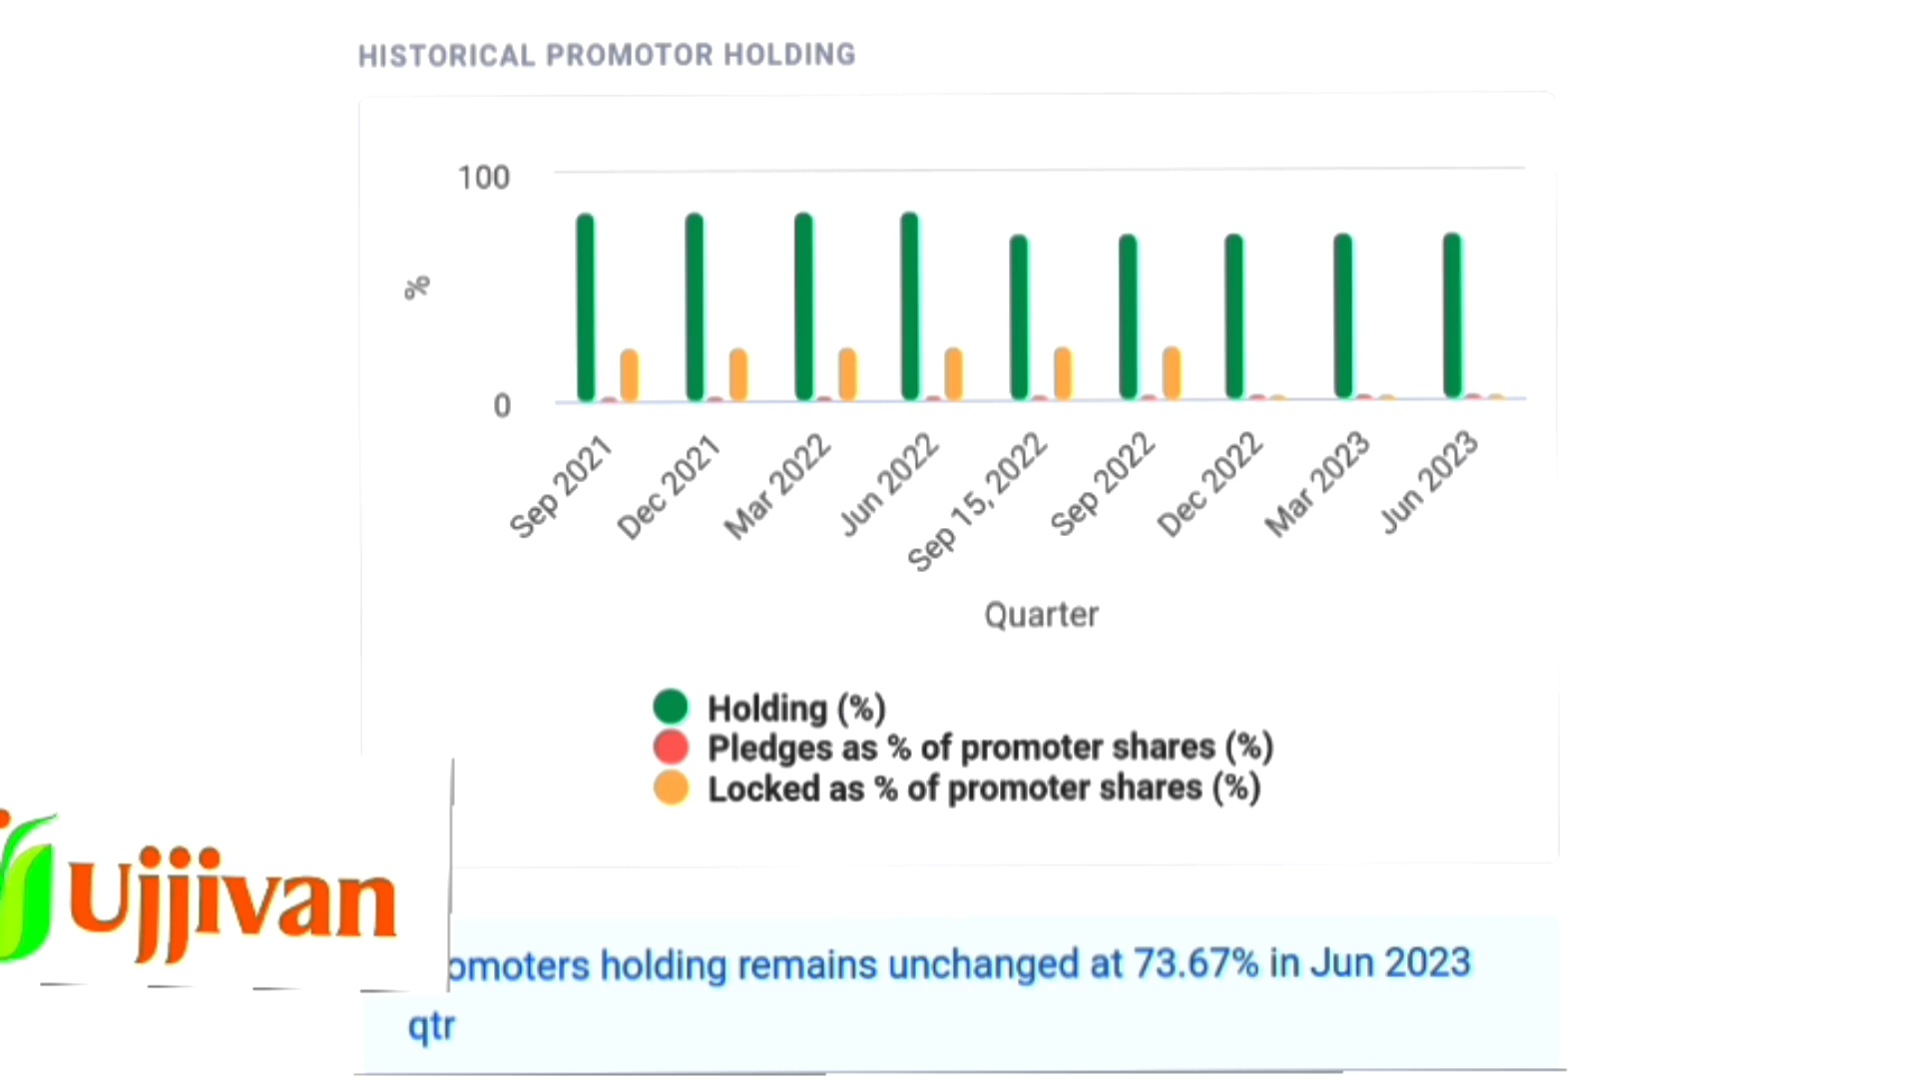 HISTORICAL PROMOTOR HOLDING
100
%
0
Sep 2021
Dec 2021
Mar 2022
Jun 2022
Sep 15, 2022
Sep 2022
Dec 2022
Mar 2023
Jun 2023
Quarter
Holding (%)
Pledges as % of promoter shares (%)
Locked as % of promoter shares (%)
Ujjivan
omoters holding remains unchanged at 73.67% in Jun 2023
qtr